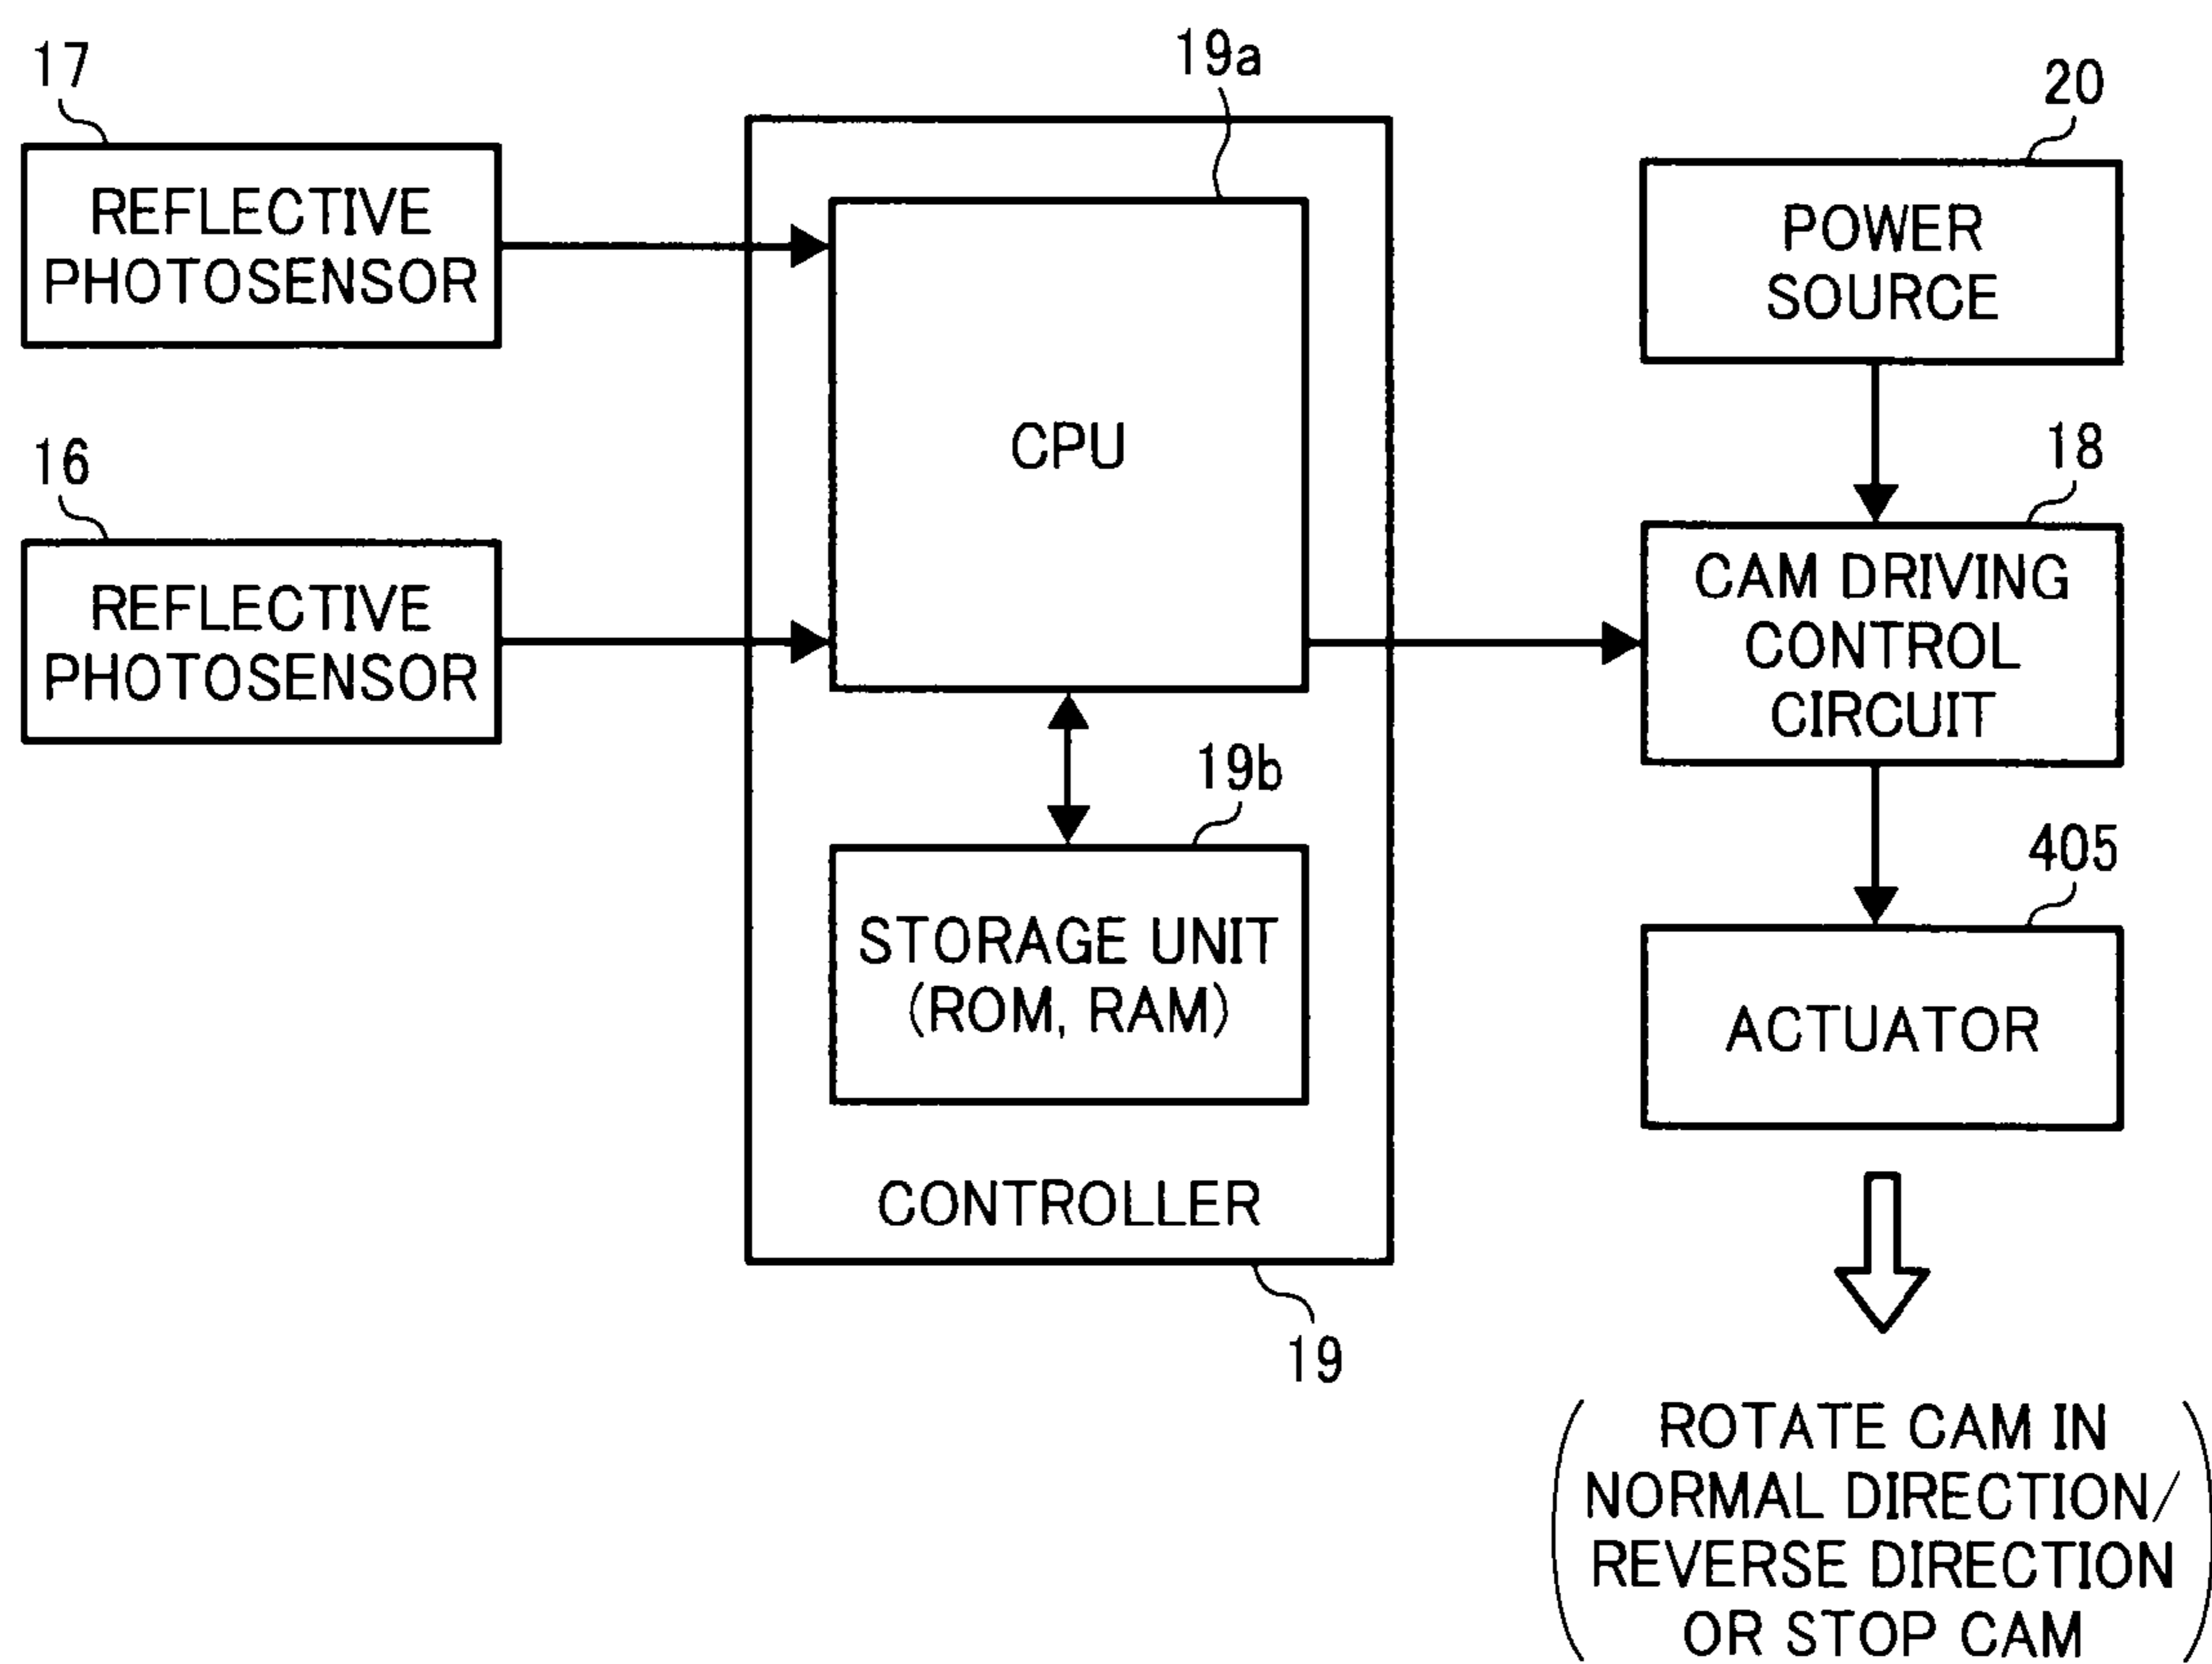 17
REFLECTIVE
PHOTOSENSOR
16
REFLECTIVE
PHOTOSENSOR
19a
CPU
19b
STORAGE UNIT
(ROM, RAM)
CONTROLLER
19
20
POWER
SOURCE
18
CAM DRIVING
CONTROL
CIRCUIT
405
ACTUATOR
(ROTATE CAM IN
NORMAL DIRECTION/
REVERSE DIRECTION
OR STOP CAM)